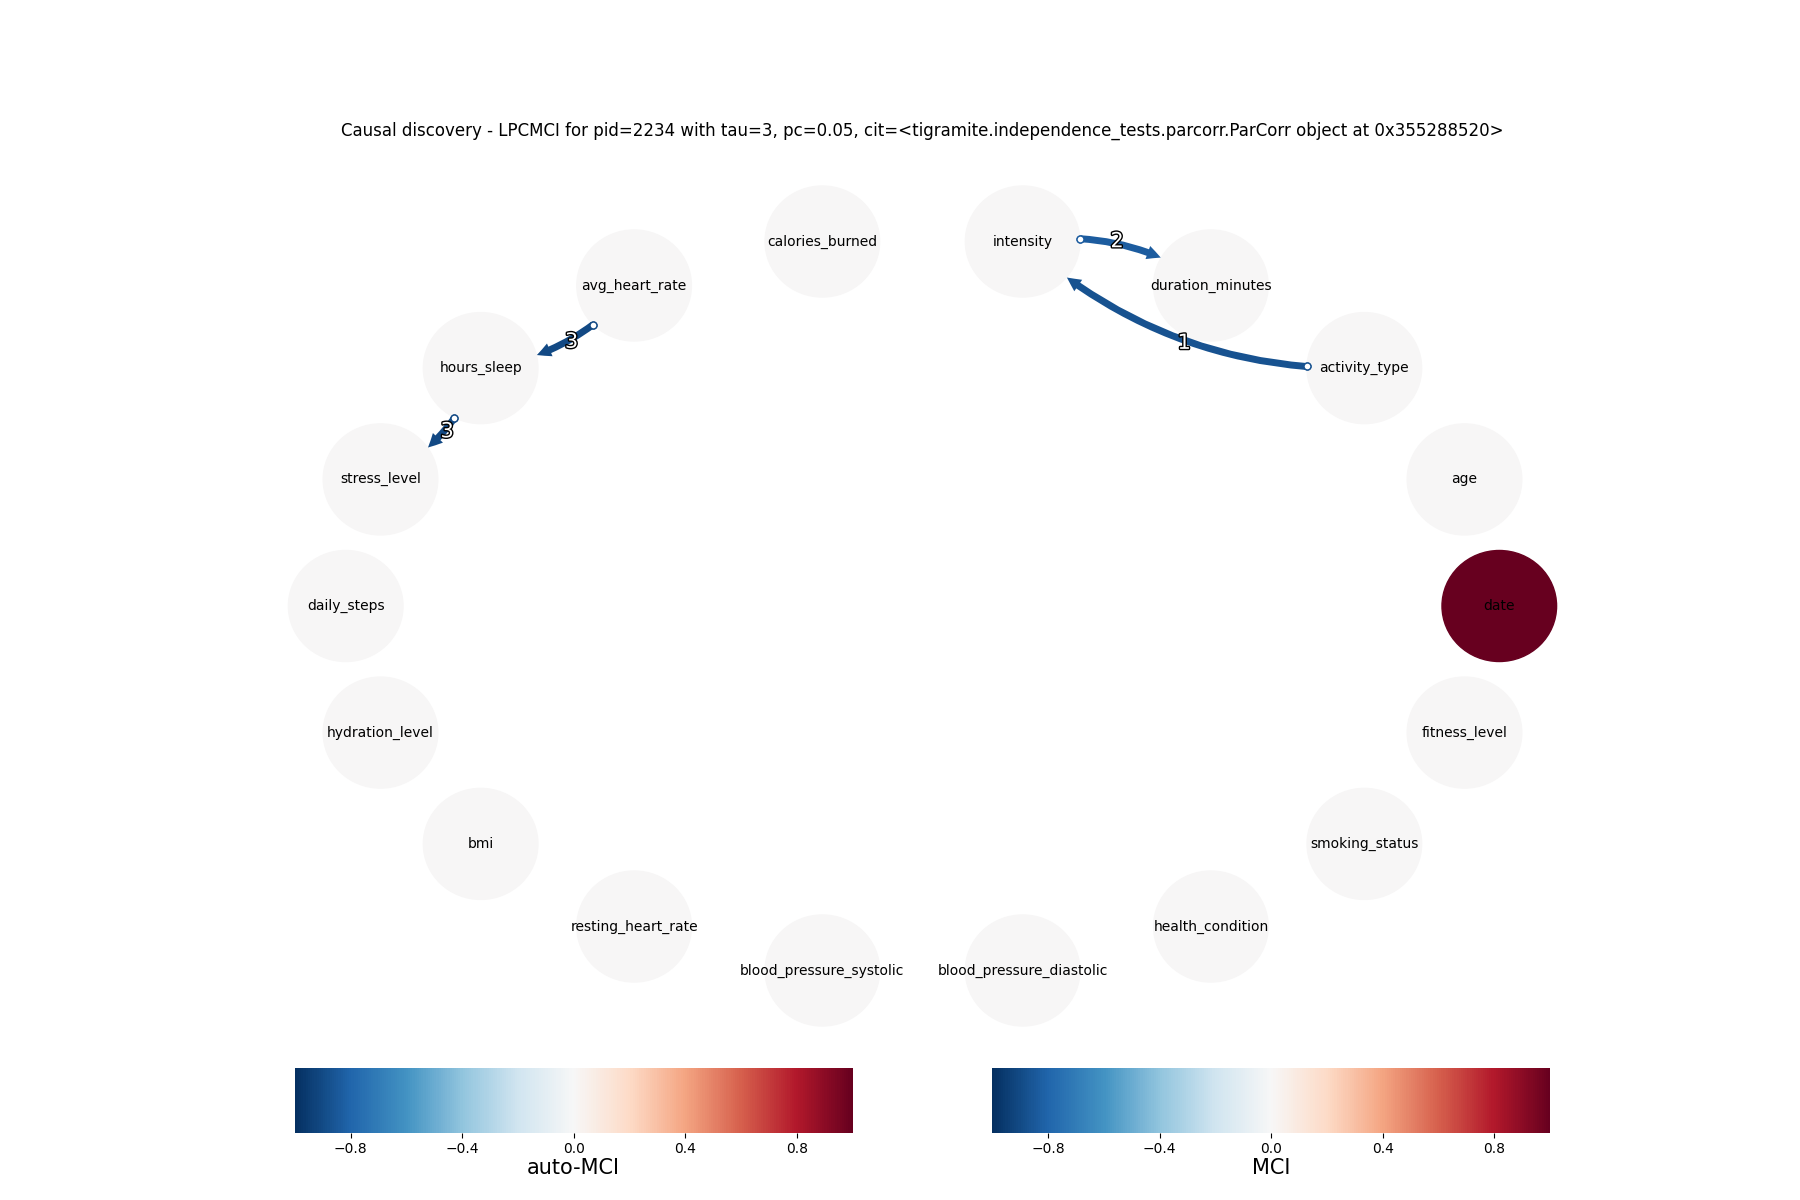 Causal discovery - LPCMCI for pid=2234 with tau=3, pc=0.05, cit=<tigramite.independence_tests.parcorr.ParCorr object at 0x355288520>
calories_burned
intensity
2
avg_heart_rate
duration_minutes
3
1
hours_sleep
activity_type
3
stress_level
age
daily_steps
date
hydration_level
fitness_level
bmi
smoking_status
resting_heart_rate
health_condition
blood_pressure_systolic
blood_pressure_diastolic
−0.8 −0.4 0.0 0.4 0.8
auto-MCI
−0.8 −0.4 0.0 0.4 0.8
MCI